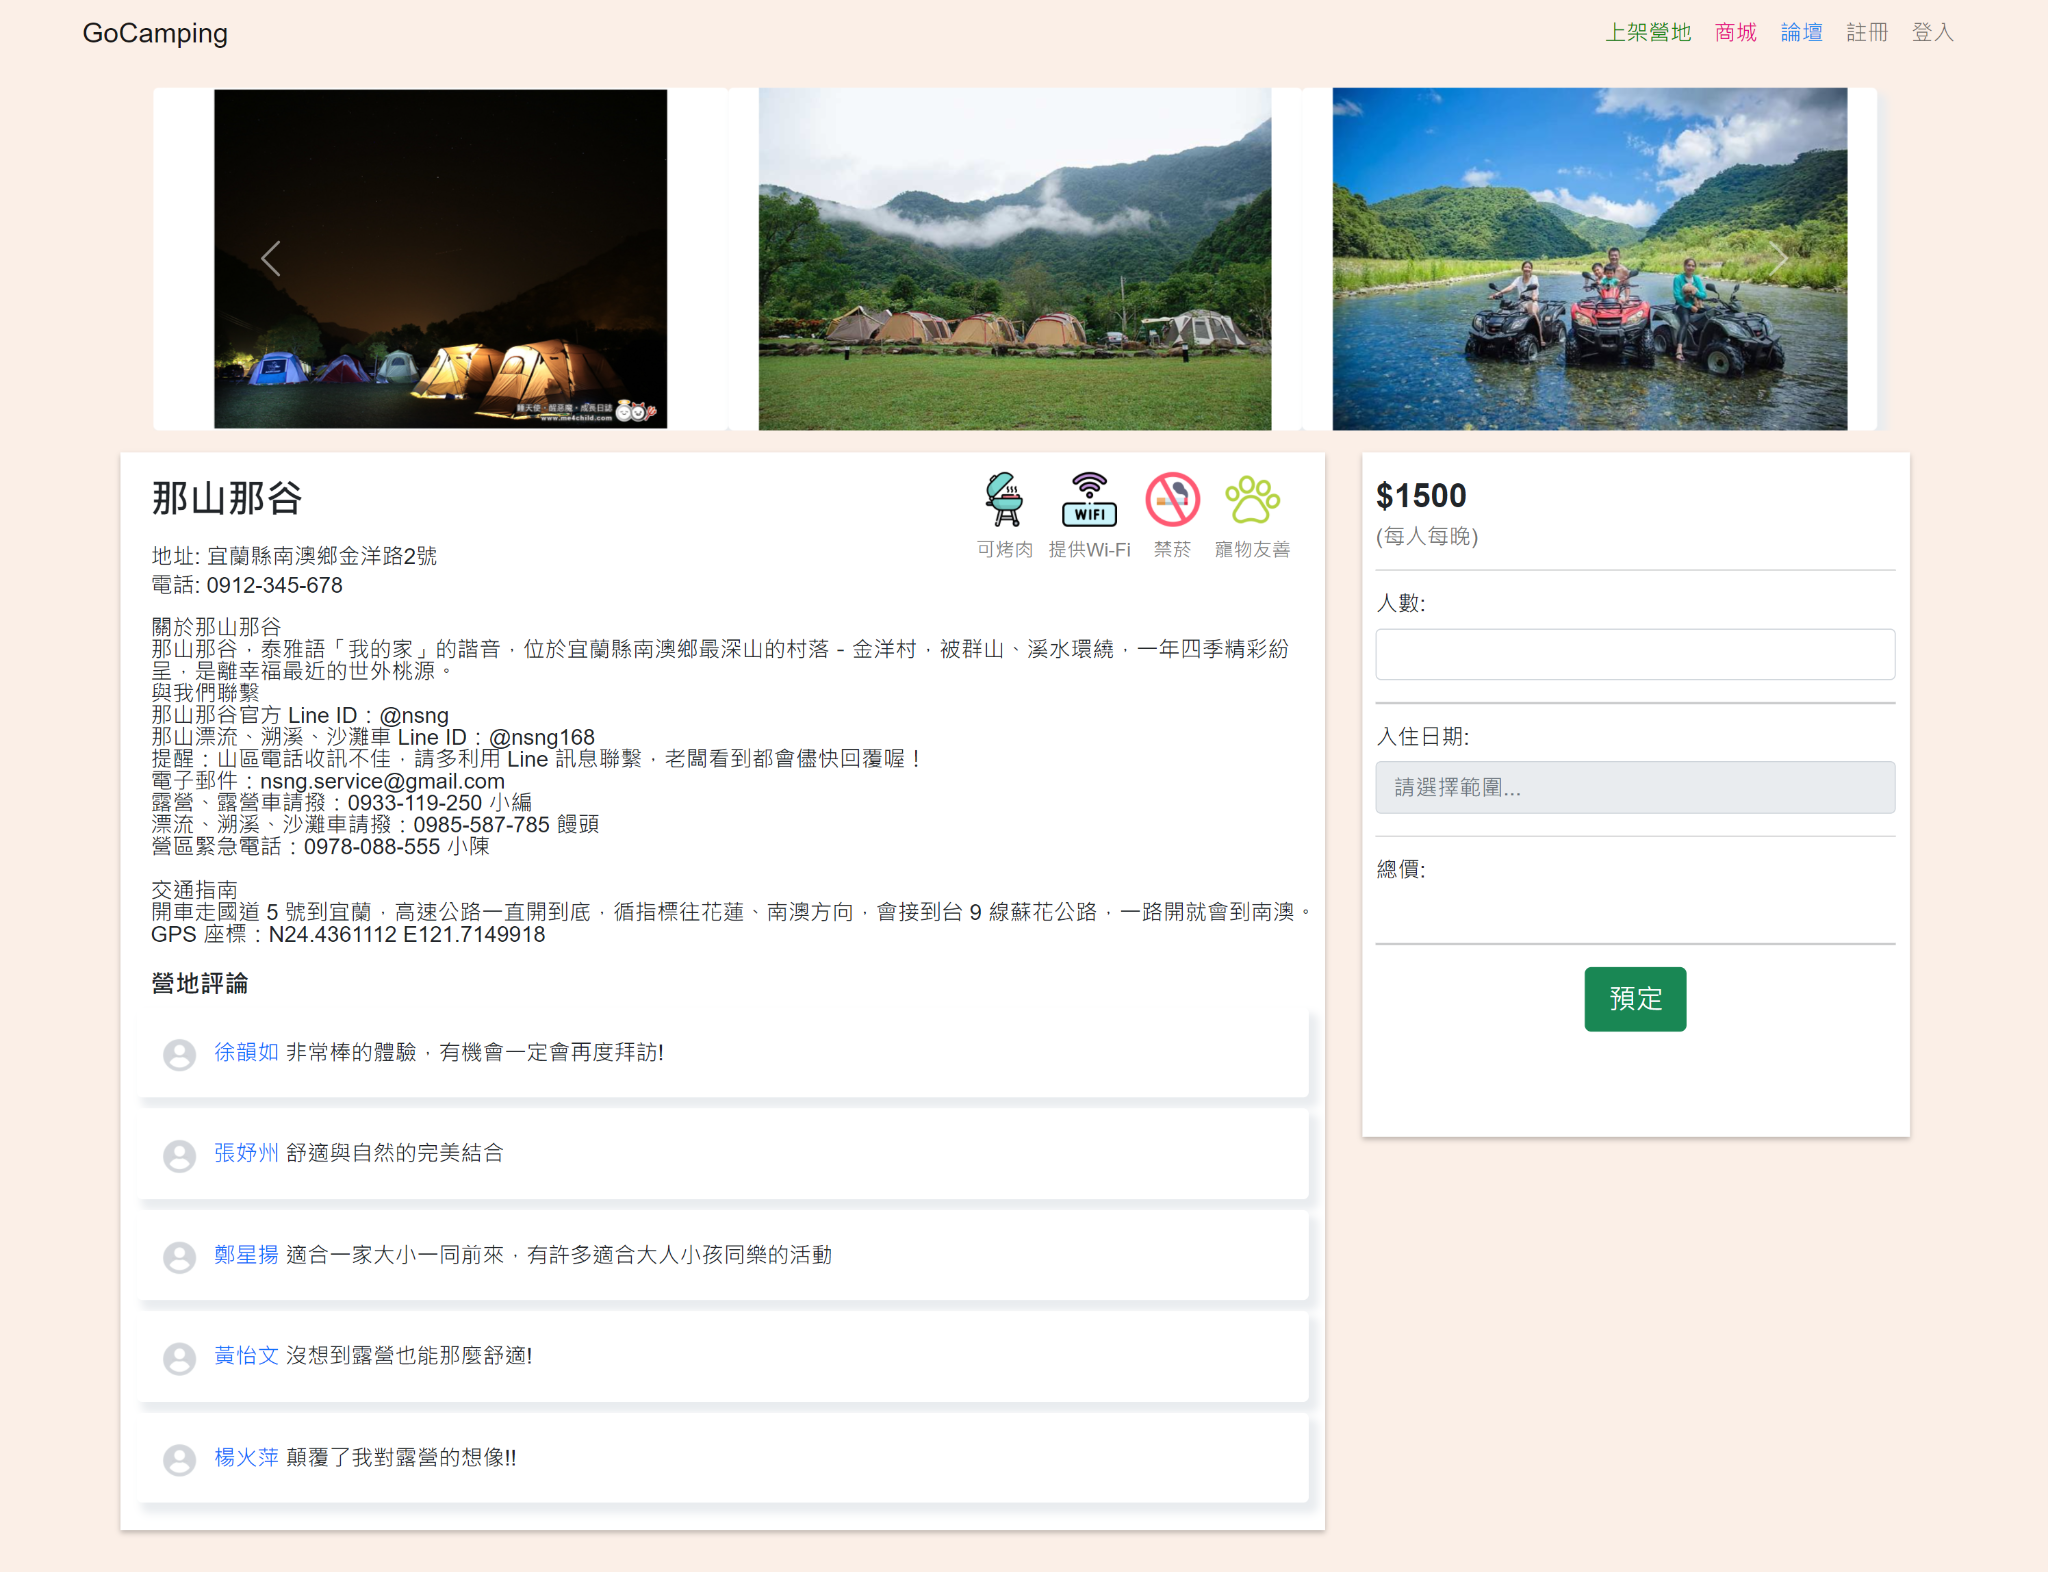 GoCamping
上架營地 商城 論壇 註冊 登入
親天使，醒惡魔，成長日誌
www.me4child.com
那山那谷
WIFI
可烤肉 提供Wi-Fi 禁菸 寵物友善
地址: 宜蘭縣南澳鄉金洋路2號
電話: 0912-345-678
關於那山那谷
那山那谷，泰雅語「我的家」的諧音，位於宜蘭縣南澳鄉最深山的村落 - 金洋村，被群山、溪水環繞，一年四季精彩紛
呈，是離幸福最近的世外桃源。
與我們聯繫
那山那谷官方 Line ID：@nsng
那山漂流、溯溪、沙灘車 Line ID：@nsng168
提醒：山區電話收訊不佳，請多利用 Line 訊息聯繫，老闆看到都會儘快回覆喔！
電子郵件：nsng.service@gmail.com
露營、露營車請撥：0933-119-250 小編
漂流、溯溪、沙灘車請撥：0985-587-785 饅頭
營區緊急電話：0978-088-555 小陳
交通指南
開車走國道 5 號到宜蘭，高速公路一直開到底，循指標往花蓮、南澳方向，會接到台 9 線蘇花公路，一路開就會到南澳。
GPS 座標：N24.4361112 E121.7149918
營地評論
徐韻如 非常棒的體驗，有機會一定會再度拜訪!
張妤州 舒適與自然的完美結合
鄭星揚 適合一家大小一同前來，有許多適合大人小孩同樂的活動
黃怡文 沒想到露營也能那麼舒適!
楊火萍 顛覆了我對露營的想像!!
$1500
(每人每晚)
人數:
入住日期:
請選擇範圍...
總價:
預定